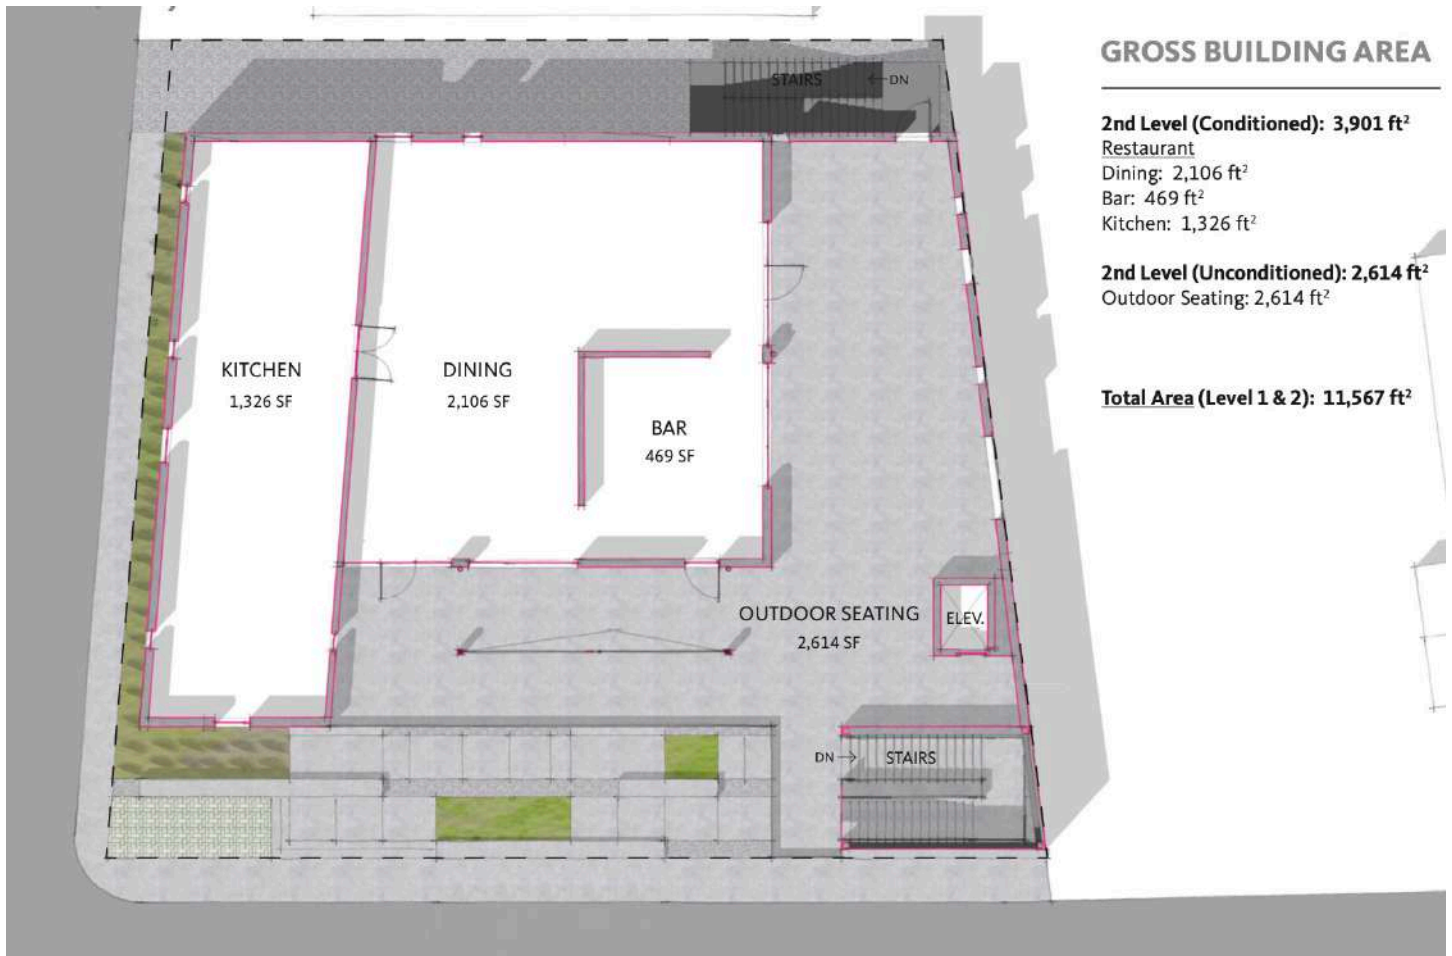 STAIRS
DN
GROSS BUILDING AREA
2nd Level (Conditioned): 3,901 ft²
Restaurant
Dining: 2,106 ft²
Bar: 469 ft²
Kitchen: 1,326 ft²
2nd Level (Unconditioned): 2,614 ft²
Outdoor Seating: 2,614 ft²
Total Area (Level 1 & 2): 11,567 ft²
KITCHEN
1,326 SF
DINING
2,106 SF
BAR
469 SF
OUTDOOR SEATING
2,614 SF
ELEV.
DN
STAIRS